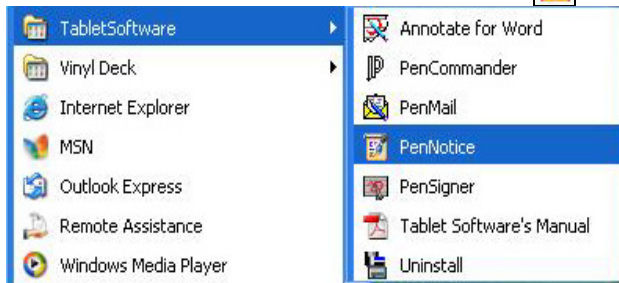 TabletSoftware
Vinyl Deck
Internet Explorer
MSN
Outlook Express
Remote Assistance
Windows Media Player
Annotate for Word
PenCommander
PenMail
PenNotice
PenSigner
Tablet Software's Manual
Uninstall